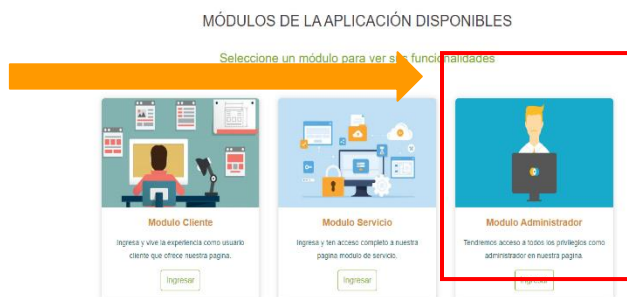 MÓDULOS DE LA APLICACIÓN DISPONIBLES
Seleccione un módulo para ver sus funcionalidades
Modulo Cliente
Ingresa y vive la experiencia como usuario
cliente que ofrece nuestra pagina.
Ingresar
Modulo Servicio
Ingresa y ten acceso completo a nuestra
pagina modulo de servicio.
Ingresar
Modulo Administrador
Tendremos acceso a todos los privilegios como
administrador en nuestra pagina
Ingresar